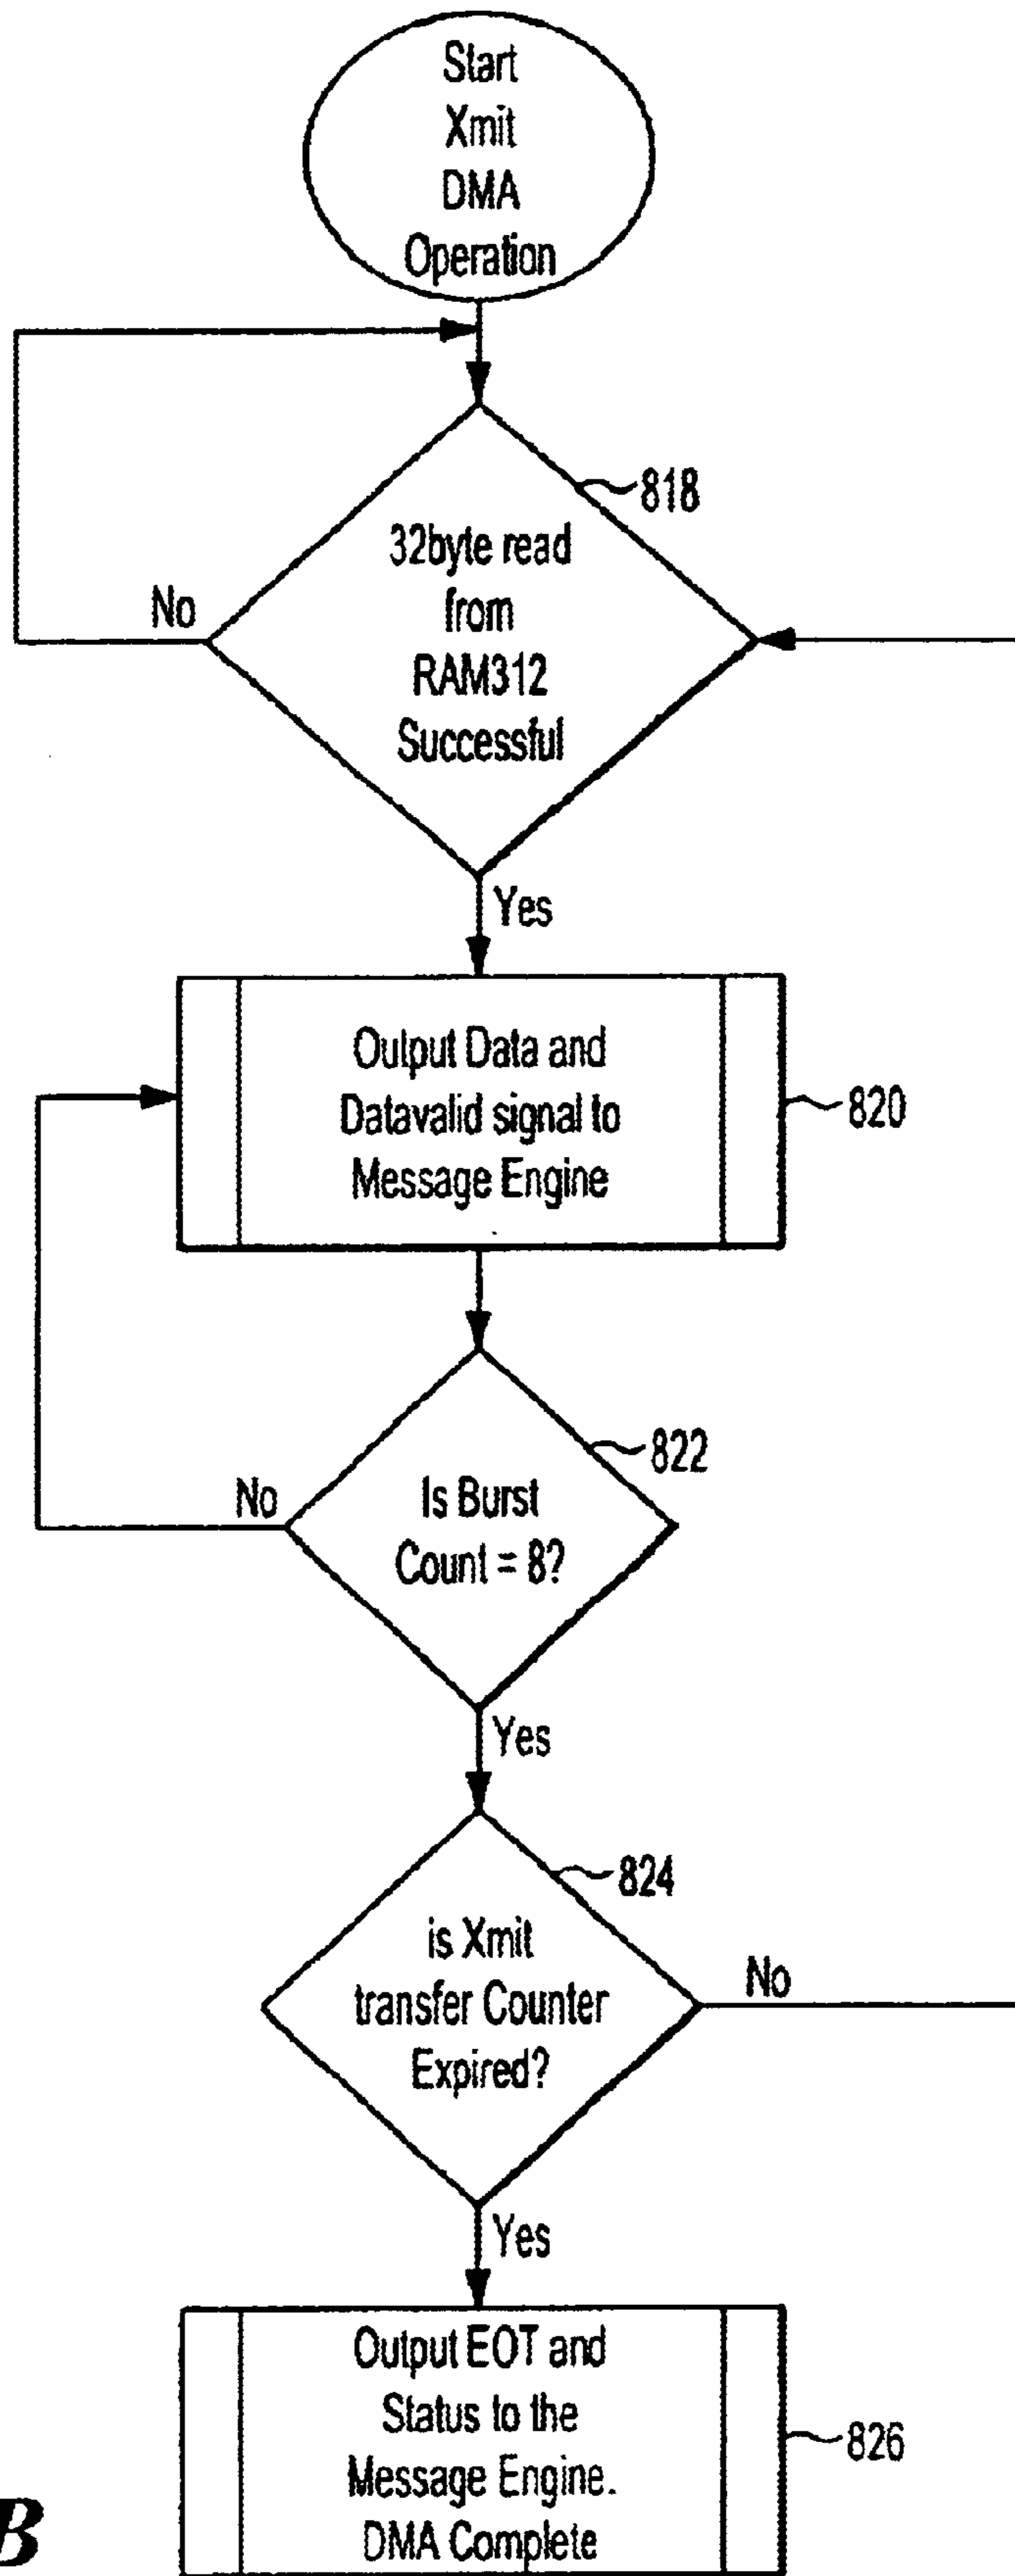 Start
Xmit
DMA
Operation
818
32byte read
from
RAM312
Successful
No
Yes
Output Data and
Datavalid signal to
Message Engine
820
822
Is Burst
Count = 8?
No
Yes
824
is Xmit
transfer Counter
Expired?
No
Yes
Output EOT and
Status to the
Message Engine.
DMA Complete
826
B